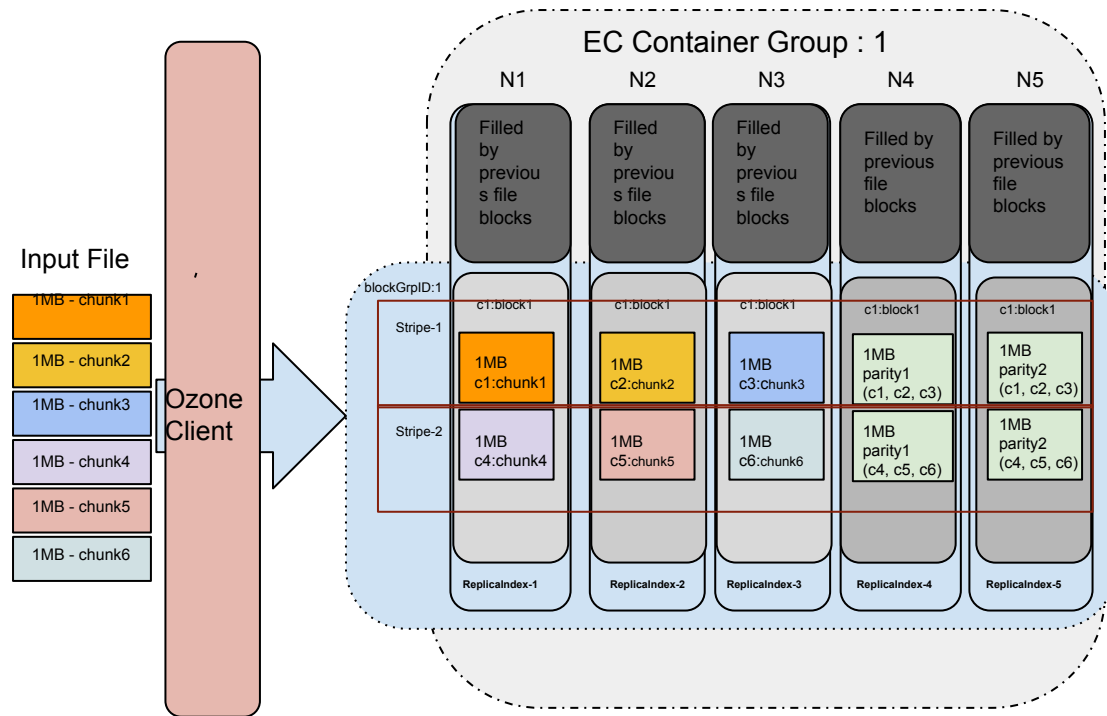 EC Container Group : 1
N1
N2
N3
N4
N5
Filled
by
previou
s file
blocks
Filled
by
previou
s file
blocks
Filled
by
previou
s file
blocks
Filled by
previous
file
blocks
Filled by
previous
file
blocks
Input File
1MB - chunk1
1MB - chunk2
1MB - chunk3
1MB - chunk4
1MB - chunk5
1MB - chunk6
,
Ozone
Client
blockGrpID:1
Stripe-1
c1:block1
c1:block1
c1:block1
c1:block1
c1:block1
1MB
c1:chunk1
1MB
c2:chunk2
1MB
c3:chunk3
1MB
parity1
(c1, c2, c3)
1MB
parity2
(c1, c2, c3)
Stripe-2
1MB
c4:chunk4
1MB
c5:chunk5
1MB
c6:chunk6
1MB
parity1
(c4, c5, c6)
1MB
parity2
(c4, c5, c6)
ReplicaIndex-1
ReplicaIndex-2
ReplicaIndex-3
ReplicaIndex-4
ReplicaIndex-5